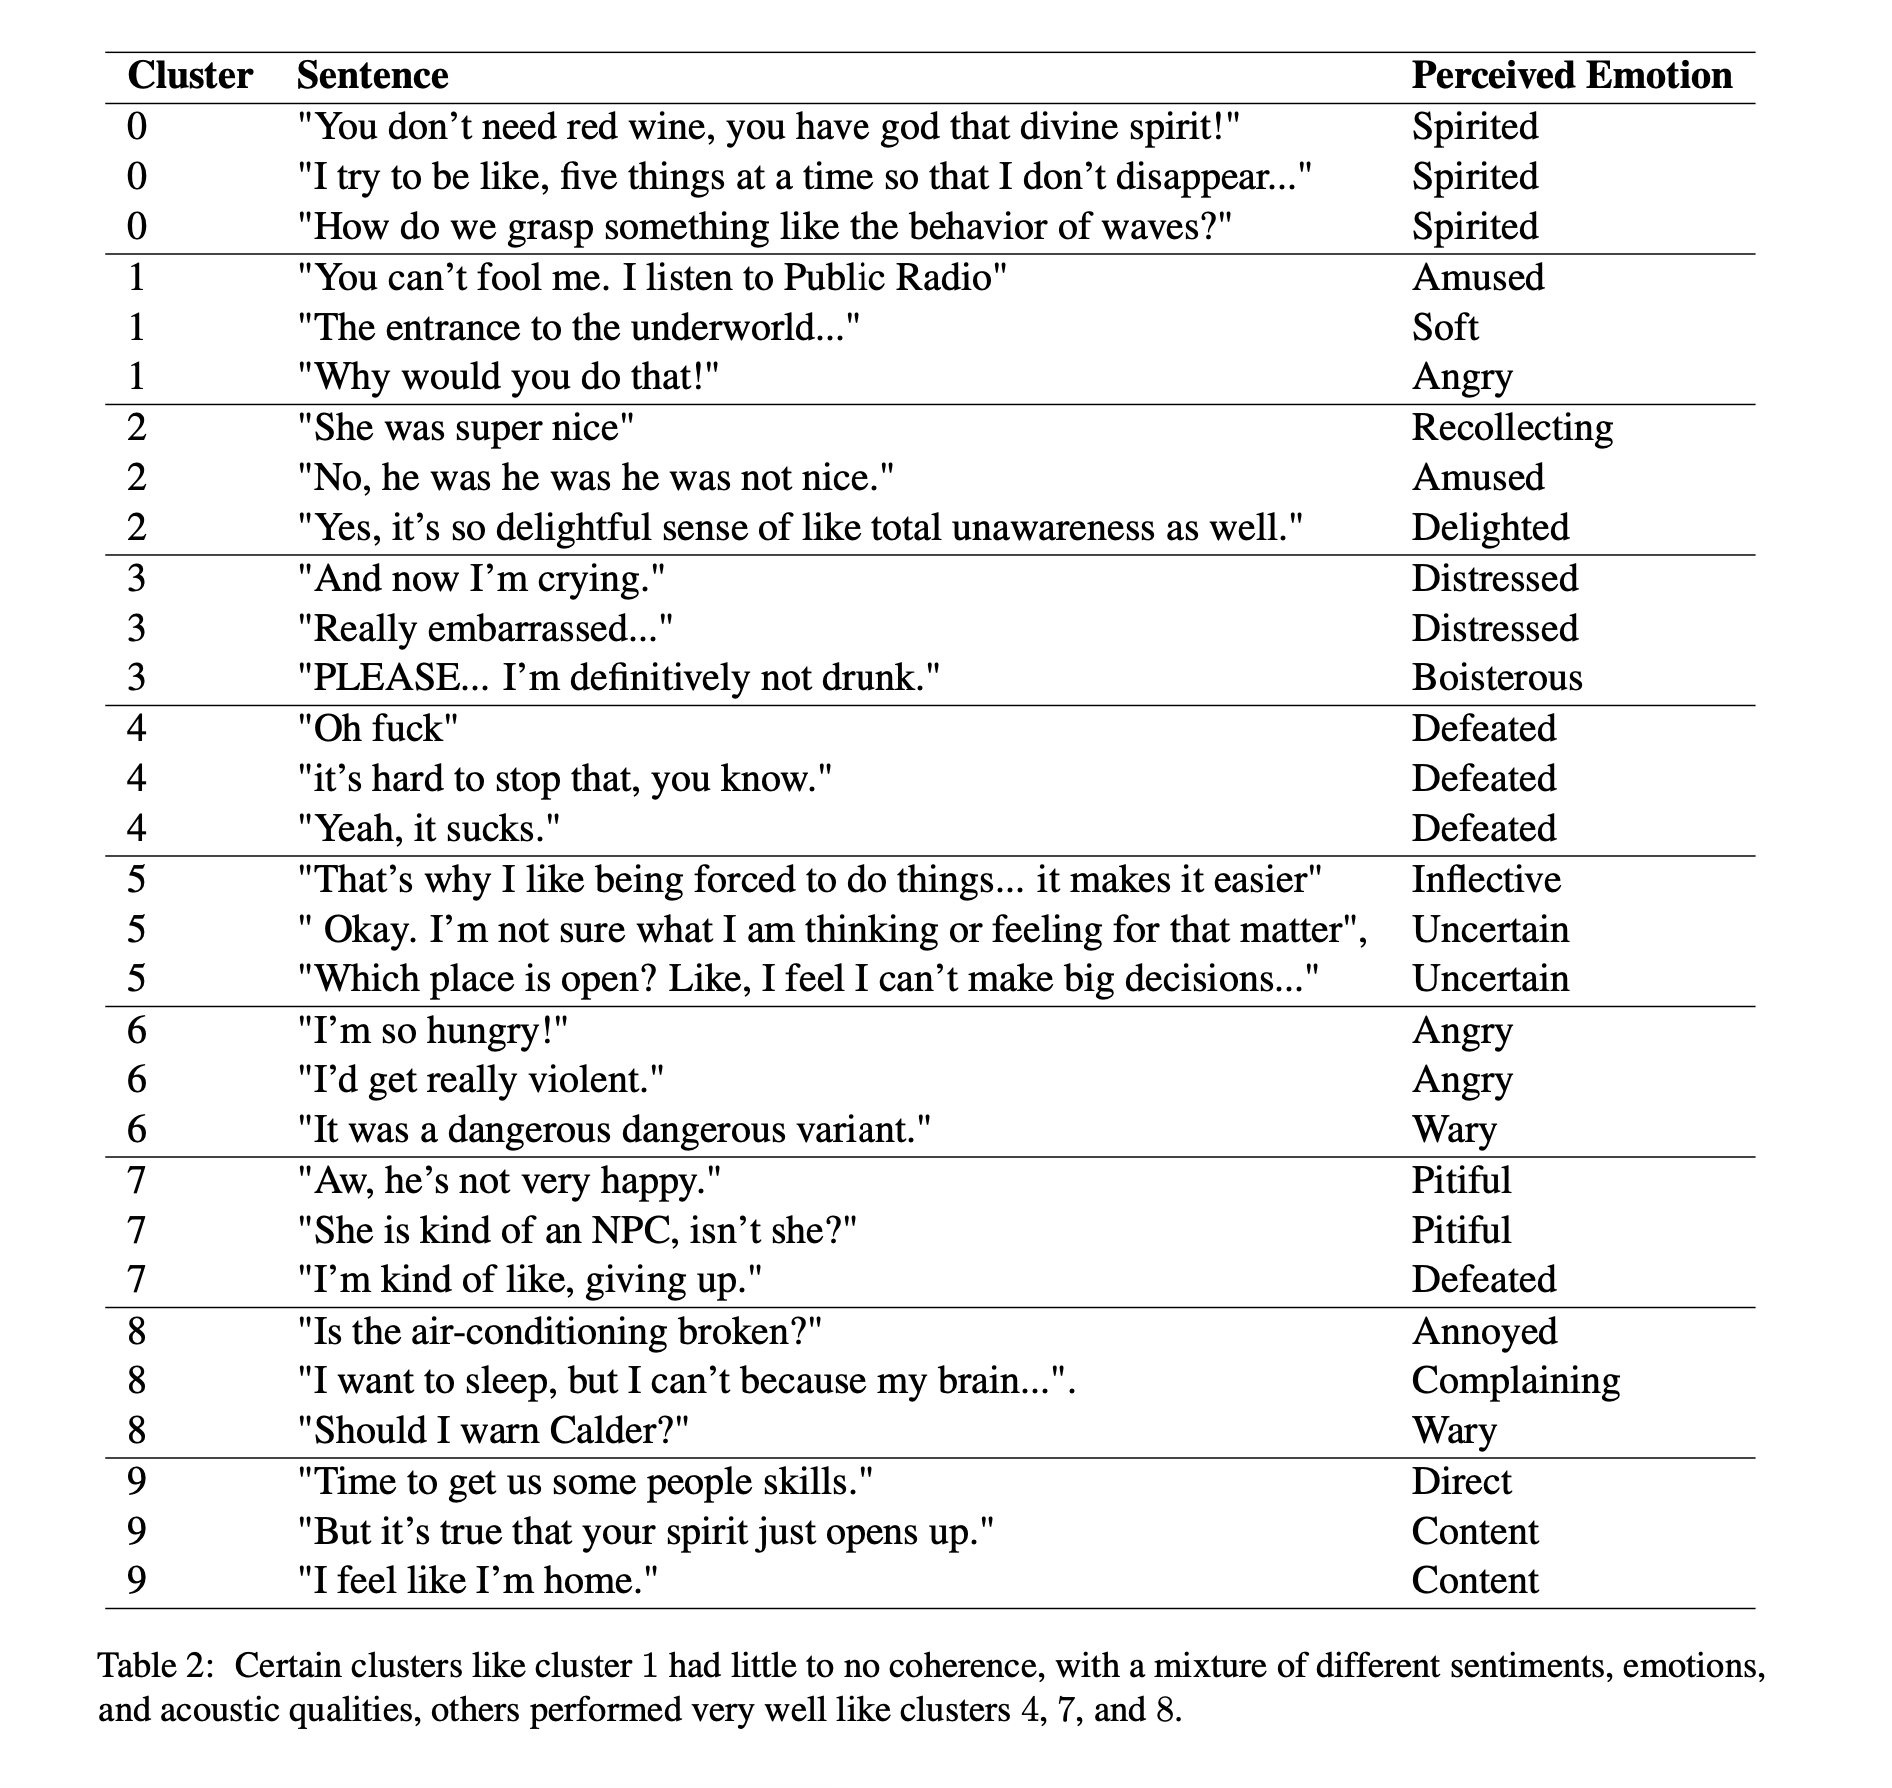 Cluster Sentence Perceived Emotion
0 "You don’t need red wine, you have god that divine spirit!" Spirited
0 "I try to be like, five things at a time so that I don’t disappear..." Spirited
0 "How do we grasp something like the behavior of waves?" Spirited
1 "You can’t fool me. I listen to Public Radio" Amused
1 "The entrance to the underworld..." Soft
1 "Why would you do that!" Angry
2 "She was super nice" Recollecting
2 "No, he was he was he was not nice." Amused
2 "Yes, it’s so delightful sense of like total unawareness as well." Delighted
3 "And now I’m crying." Distressed
3 "Really embarrassed..." Distressed
3 "PLEASE... I’m definitively not drunk." Boisterous
4 "Oh fuck" Defeated
4 "it’s hard to stop that, you know." Defeated
4 "Yeah, it sucks." Defeated
5 "That’s why I like being forced to do things... it makes it easier" Inflective
5 " Okay. I’m not sure what I am thinking or feeling for that matter", Uncertain
5 "Which place is open? Like, I feel I can’t make big decisions..." Uncertain
6 "I’m so hungry!" Angry
6 "I’d get really violent." Angry
6 "It was a dangerous dangerous variant." Wary
7 "Aw, he’s not very happy." Pitiful
7 "She is kind of an NPC, isn’t she?" Pitiful
7 "I’m kind of like, giving up." Defeated
8 "Is the air-conditioning broken?" Annoyed
8 "I want to sleep, but I can’t because my brain...". Complaining
8 "Should I warn Calder?" Wary
9 "Time to get us some people skills." Direct
9 "But it’s true that your spirit just opens up." Content
9 "I feel like I’m home." Content
Table 2: Certain clusters like cluster 1 had little to no coherence, with a mixture of different sentiments, emotions,
and acoustic qualities, others performed very well like clusters 4, 7, and 8.